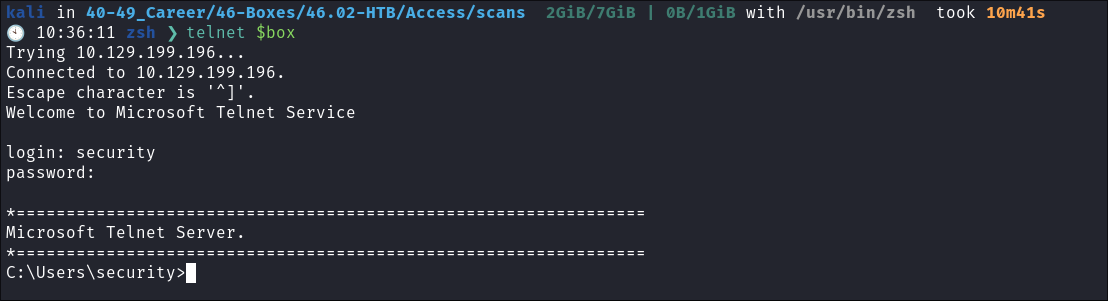 kali in 40-49_Career/46-Boxes/46.02-HTB/Access/scans  2GiB/7GiB | 0B/1GiB with /usr/bin/zsh  took 10m41s
🕙 10:36:11 zsh ❯ telnet $box
Trying 10.129.199.196...
Connected to 10.129.199.196.
Escape character is '^]'.
Welcome to Microsoft Telnet Service

login: security
password:

*===============================================================
Microsoft Telnet Server.
*===============================================================
C:\Users\security>